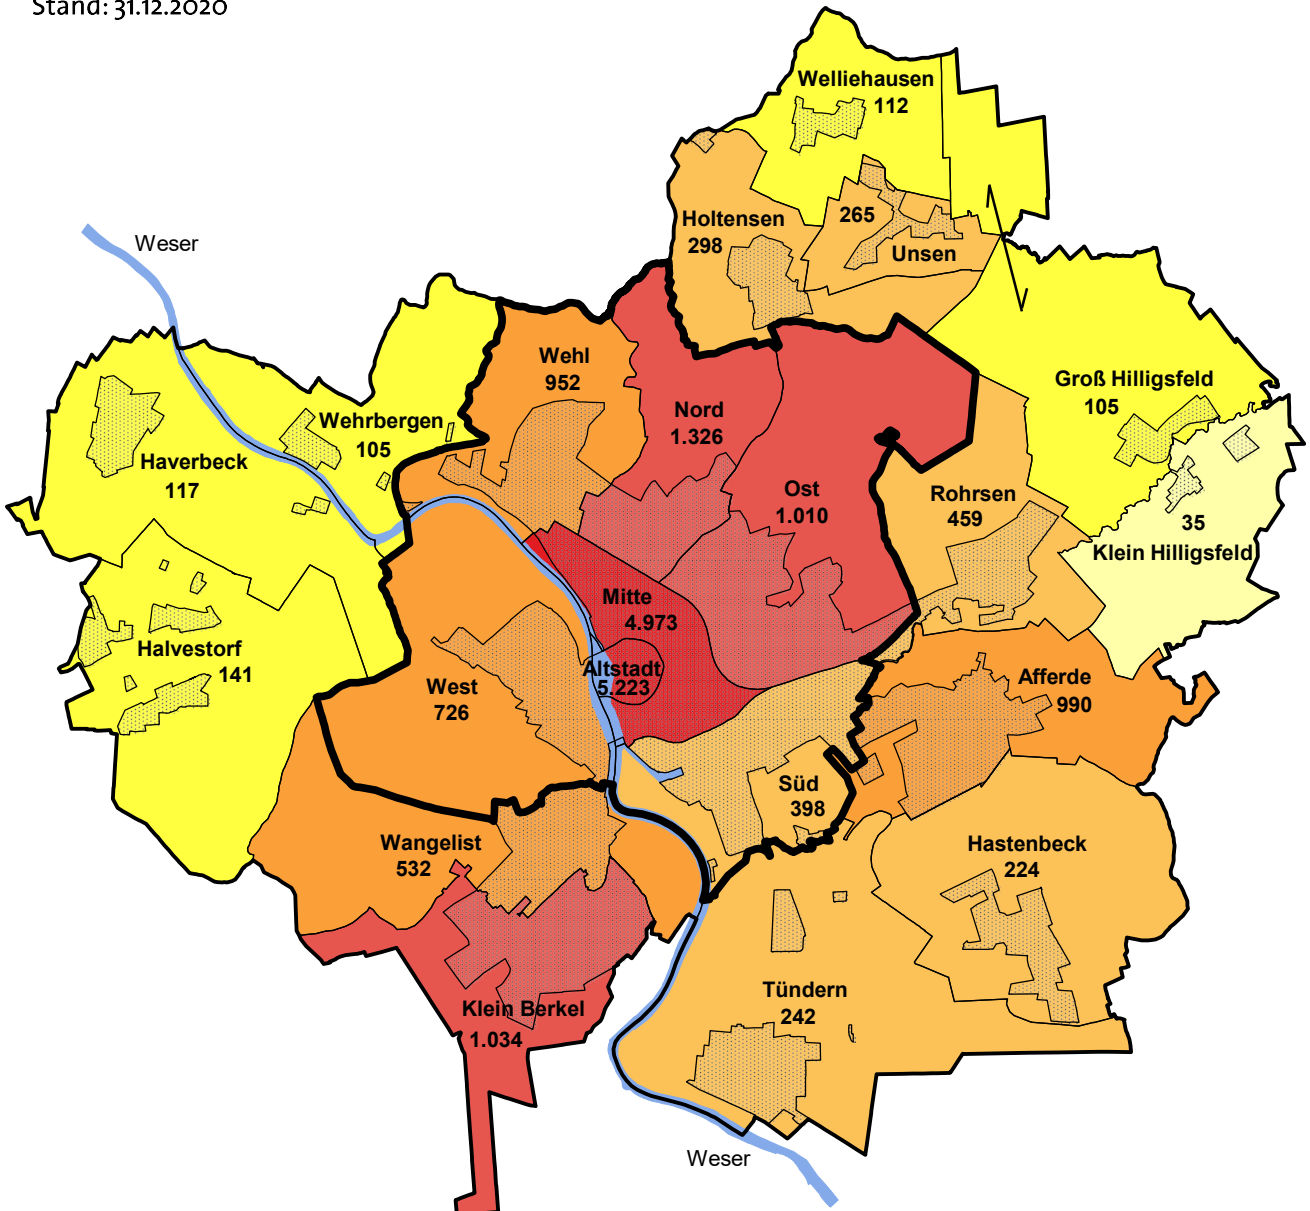 Stand: 31.12.2020
Welliehausen
112
Holtensen
298
265
Unsen
Weser
Wehl
952
Nord
1.326
Groß Hilligsfeld
105
Wehrbergen
105
Haverbeck
117
Ost
1.010
Rohrsen
459
35
Klein Hilligsfeld
Mitte
4.973
Halvestorf
141
Altstadt
5.223
West
726
Afferde
990
Süd
398
Wangelist
532
Hastenbeck
224
Tündern
242
Klein Berkel
1.034
Weser